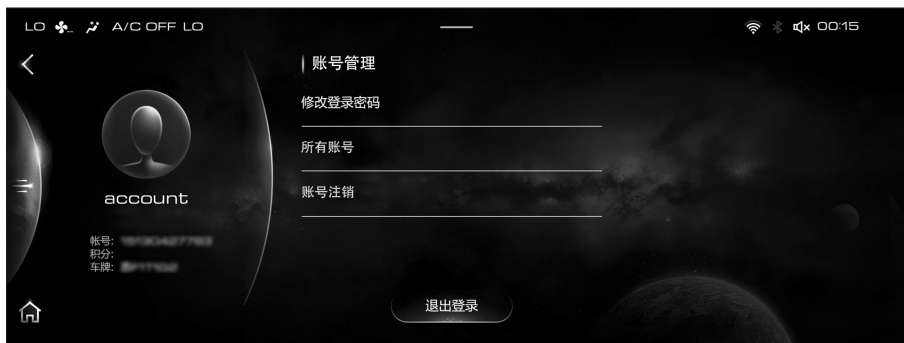 LO A/C OFF LO
00:15
账号管理
修改登录密码
所有账号
账号注销
account
帐号:
积分:
车牌:
退出登录